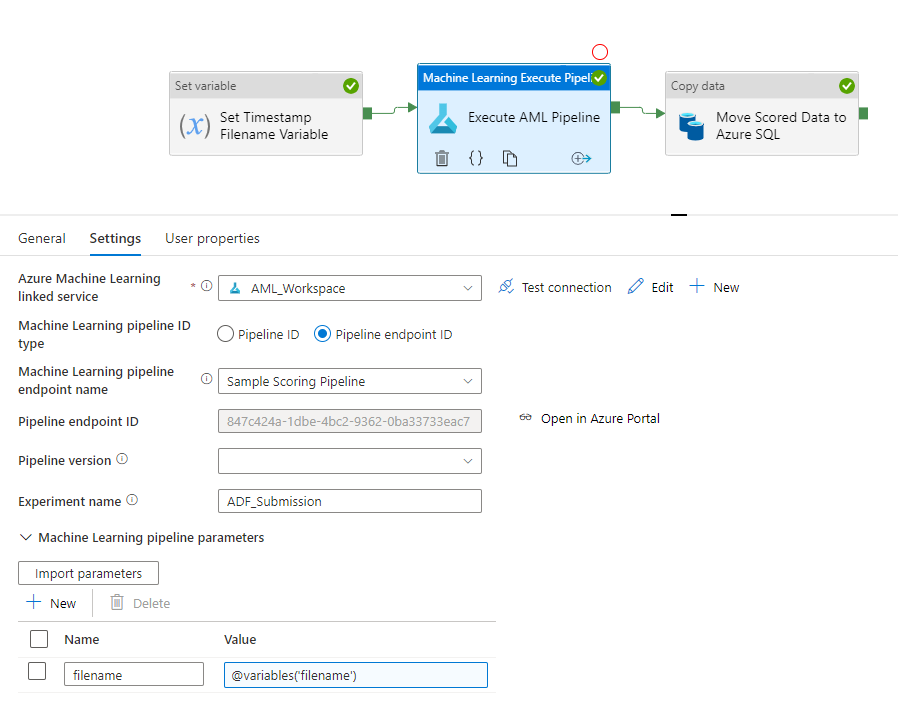 Set variable
(x)
Set Timestamp
Filename Variable
Machine Learning Execute Pipeli
Execute AML Pipeline
{}
Copy data
Move Scored Data to
Azure SQL
General
Settings
User properties
Azure Machine Learning
linked service
*
AML_Workspace
Test connection
Edit
New
Machine Learning pipeline ID
type
Pipeline ID
Pipeline endpoint ID
Machine Learning pipeline
endpoint name
Sample Scoring Pipeline
Pipeline endpoint ID
847c424a-1dbe-4bc2-9362-0ba33733eac7
Open in Azure Portal
Pipeline version
Experiment name
ADF_Submission
Machine Learning pipeline parameters
Import parameters
New
Delete
Name
Value
filename
@variables('filename')